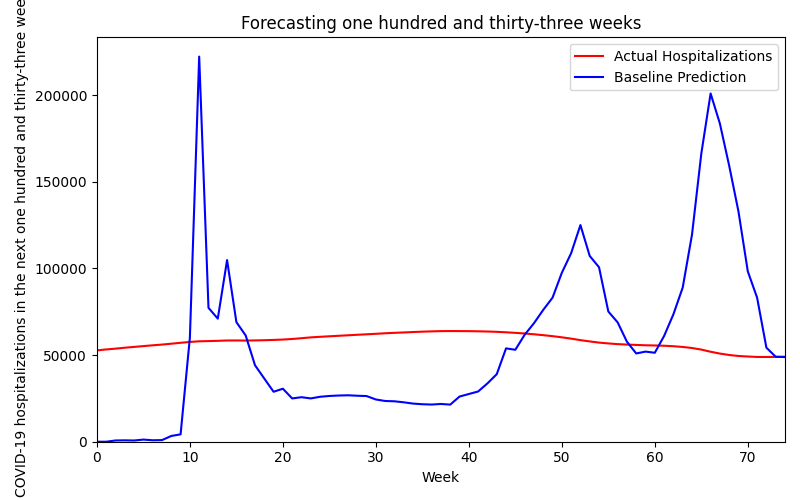 Forecasting one hundred and thirty-three weeks
COVID-19 hospitalizations in the next one hundred and thirty-three
Actual Hospitalizations
Baseline Prediction
200000
150000
100000
50000
0
0 10 20 30 40 50 60 70
Week